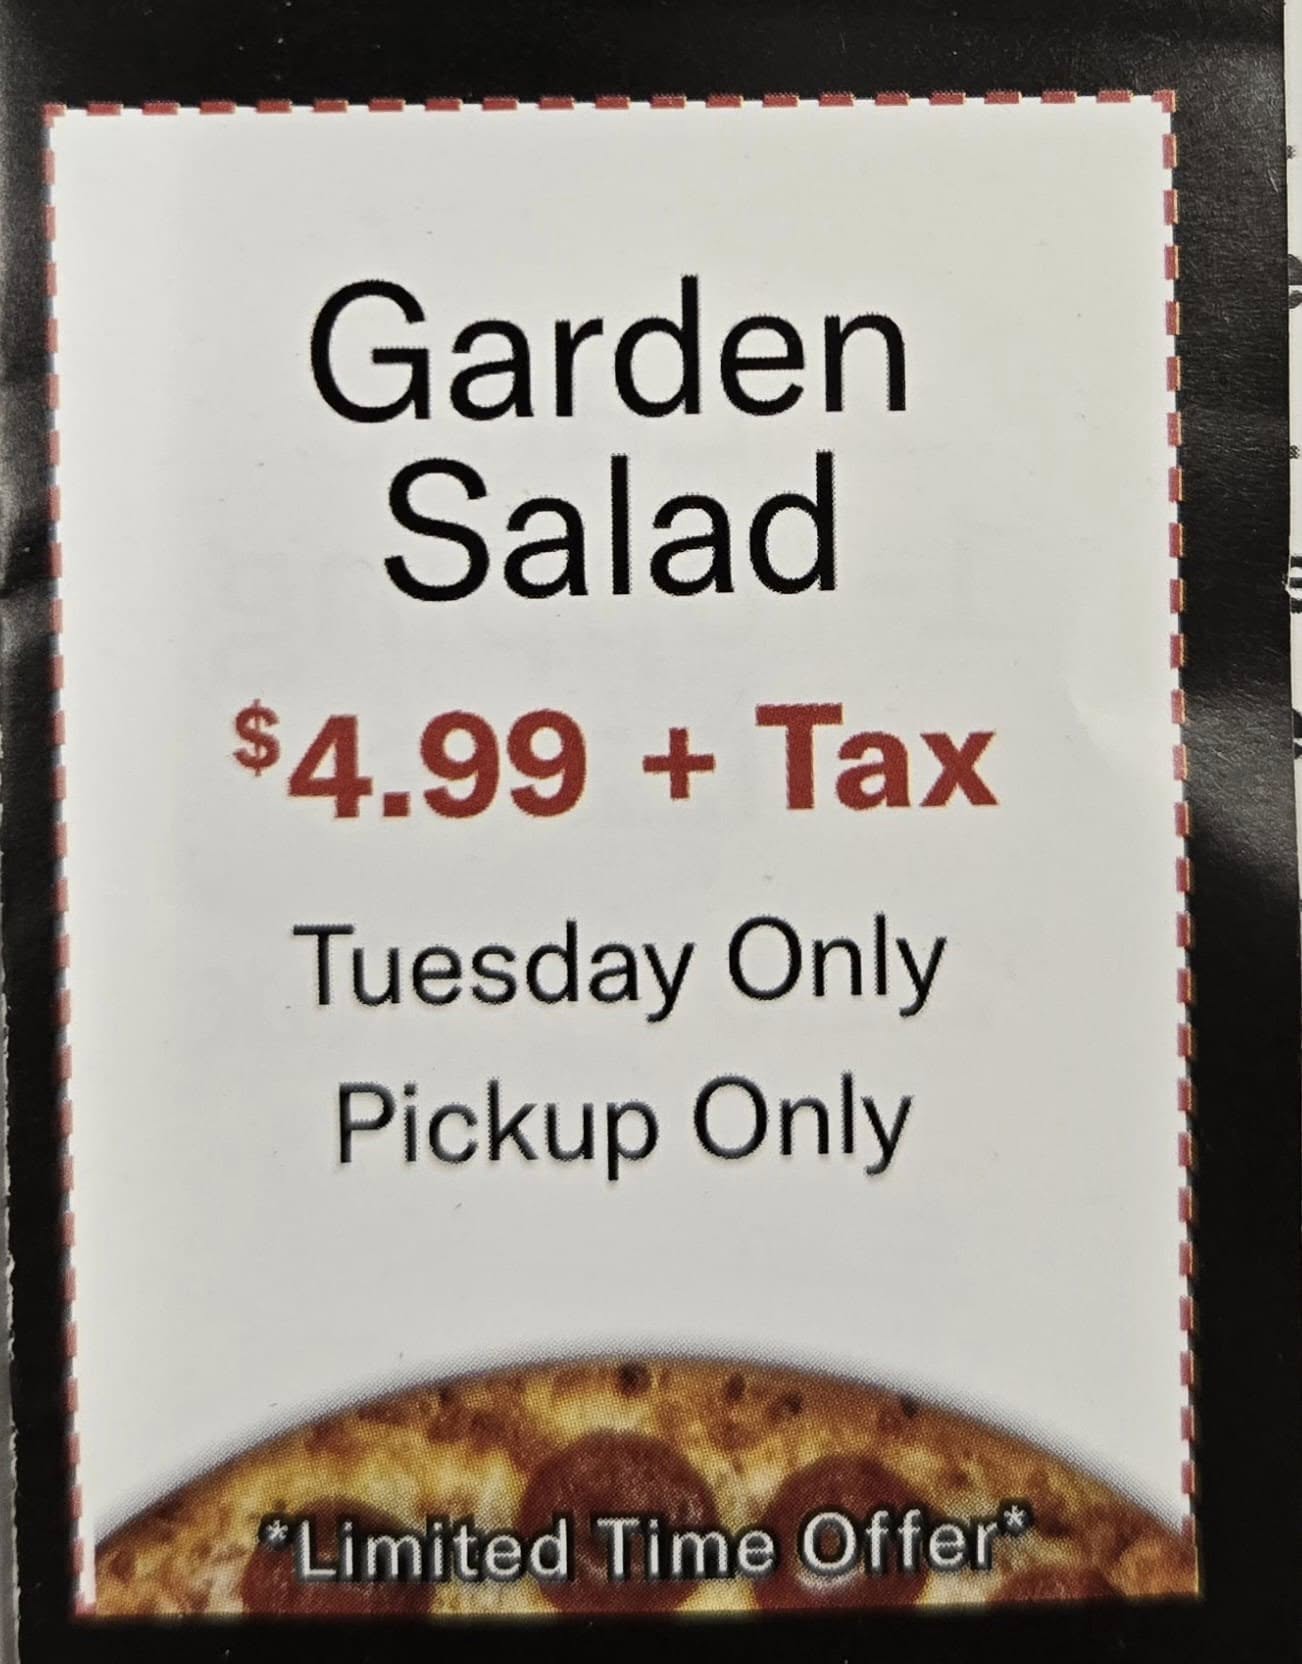 Garden
Salad
$4.99 + Tax
Tuesday Only
Pickup Only
*Limited Time Offer*